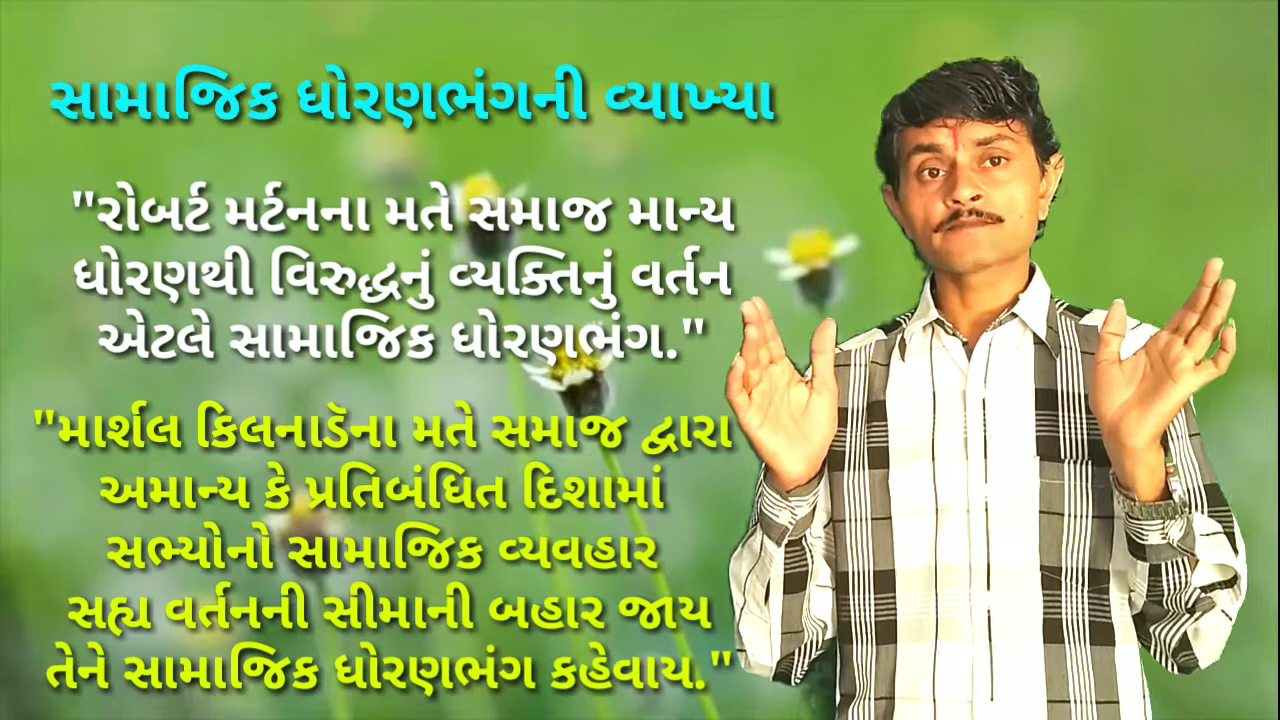 સામાજિક ધોરણભંગની વ્યાખ્યા
"રોબર્ટ મર્ટનના મતે સમાજ માન્ય
ધોરણથી વિરુદ્ધનું વ્યક્તિનું વર્તન
એટલે સામાજિક ધોરણભંગ."
"માર્શલ કિલનાડૅના મતે સમાજ દ્વારા
અમાન્ય કે પ્રતિબંધિત દિશામાં
સભ્યોનો સામાજિક વ્યવહાર
સહ્ય વર્તનની સીમાની બહાર જાય
તેને સામાજિક ધોરણભંગ કહેવાય."